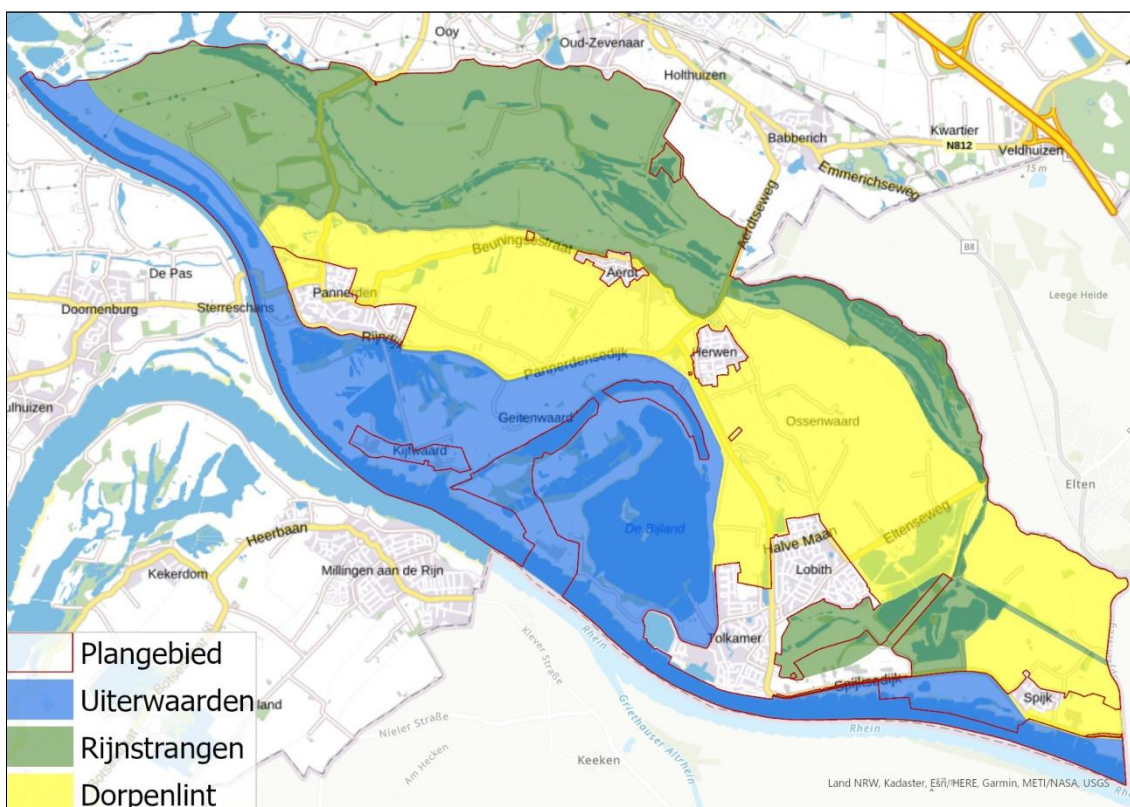 Ooy
Oud-Zevenaar
Holthuizen
Babberich
Kwartier
N812
Veldhuizen
15 m
Emmerichseweg
Aerdtseweg
B8
De Pas
Beuningsestraat
Aerdt
Leege Heide
Doornenburg
Sterreschans
Pannerden
Rijndijk
Pannerdensedijk
Herwen
Geitenwaard
Ossenwaard
Kijfwaard
Elten
De Bijland
Eltenseweg
Heerbaan
Halve Maan
Kekerdom
Millingen aan de Rijn
Lobith
Tolkamer
Rhein
Klever Straße
Spijksedijk
Spijk
Griethauser Altrhein
Nieler Straße
Rhein
Am Hecken
Keeken
Plangebied
Uiterwaarden
Rijnstrangen
Dorpenlint
Land NRW, Kadaster, Esri, HERE, Garmin, METI/NASA, USGS